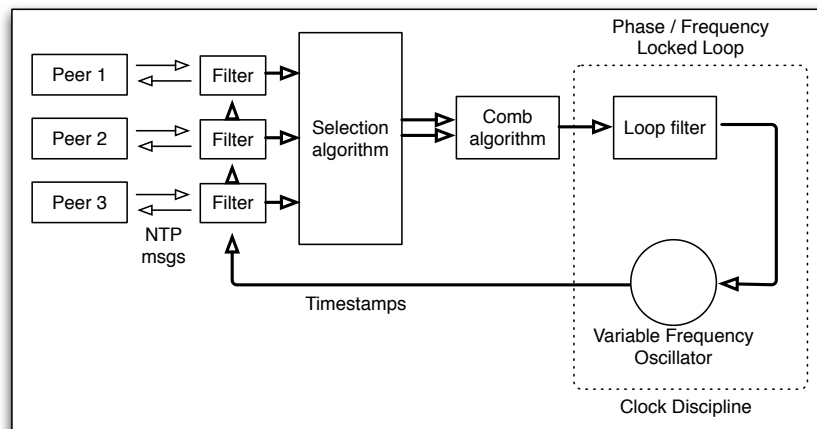 Phase / Frequency
Locked Loop
Peer 1
Filter
Peer 2
Filter
Selection
algorithm
Comb
algorithm
Loop filter
Peer 3
Filter
NTP
msgs
Timestamps
Variable Frequency
Oscillator
Clock Discipline